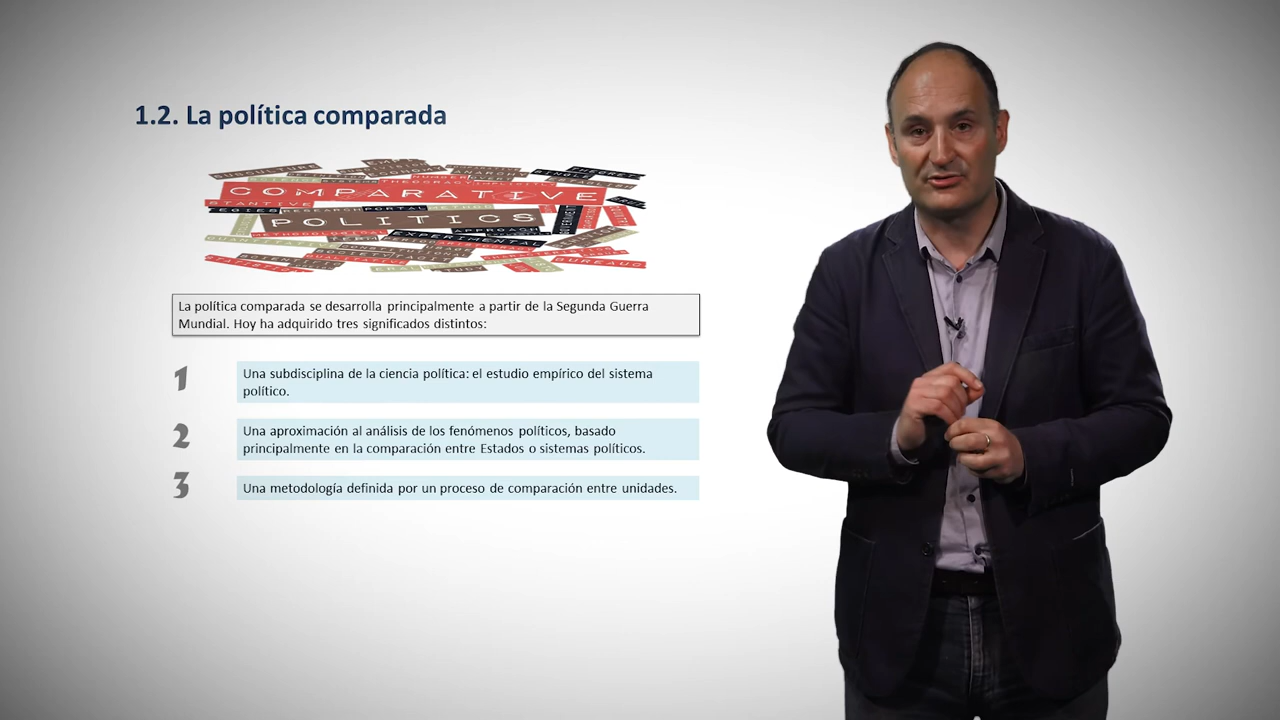 1.2. La política comparada
COMPARATIVE
POLITICS
EXPERIMENTAL
La política comparada se desarrolla principalmente a partir de la Segunda Guerra
Mundial. Hoy ha adquirido tres significados distintos:
1
Una subdisciplina de la ciencia política: el estudio empírico del sistema
político.
2
Una aproximación al análisis de los fenómenos políticos, basado
principalmente en la comparación entre Estados o sistemas políticos.
3
Una metodología definida por un proceso de comparación entre unidades.